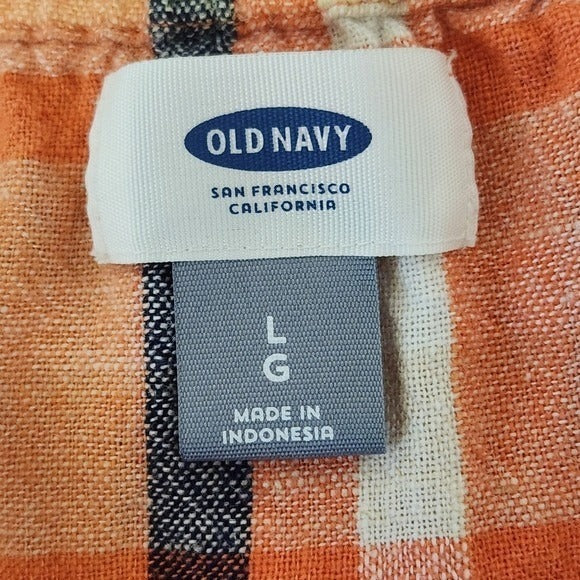 OLD NAVY
SAN FRANCISCO
CALIFORNIA
L
G
MADE IN
INDONESIA